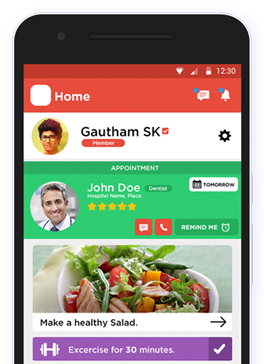 12:30
Home
Gautham SK
Member
APPOINTMENT
John Doe Dentist
TOMORROW
Hospital Name, Place.
REMIND ME
Make a healthy Salad.
Excercise for 30 minutes.